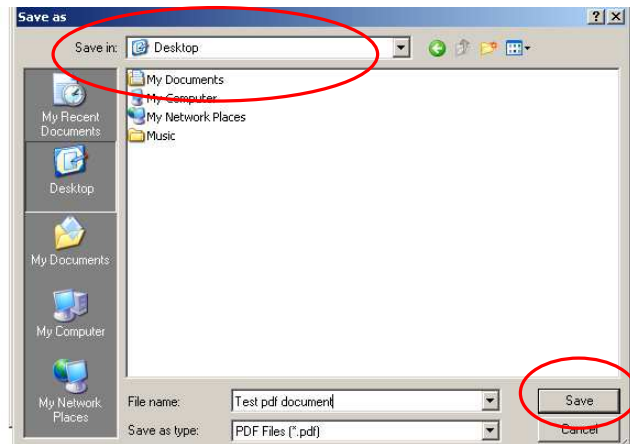 Save as
Save in: Desktop
My Documents
My Computer
My Network Places
Music
My Recent
Documents
Desktop
My Documents
My Computer
My Network
Places
File name: Test pdf document Save
Save as type: PDF Files (*.pdf) Cancel